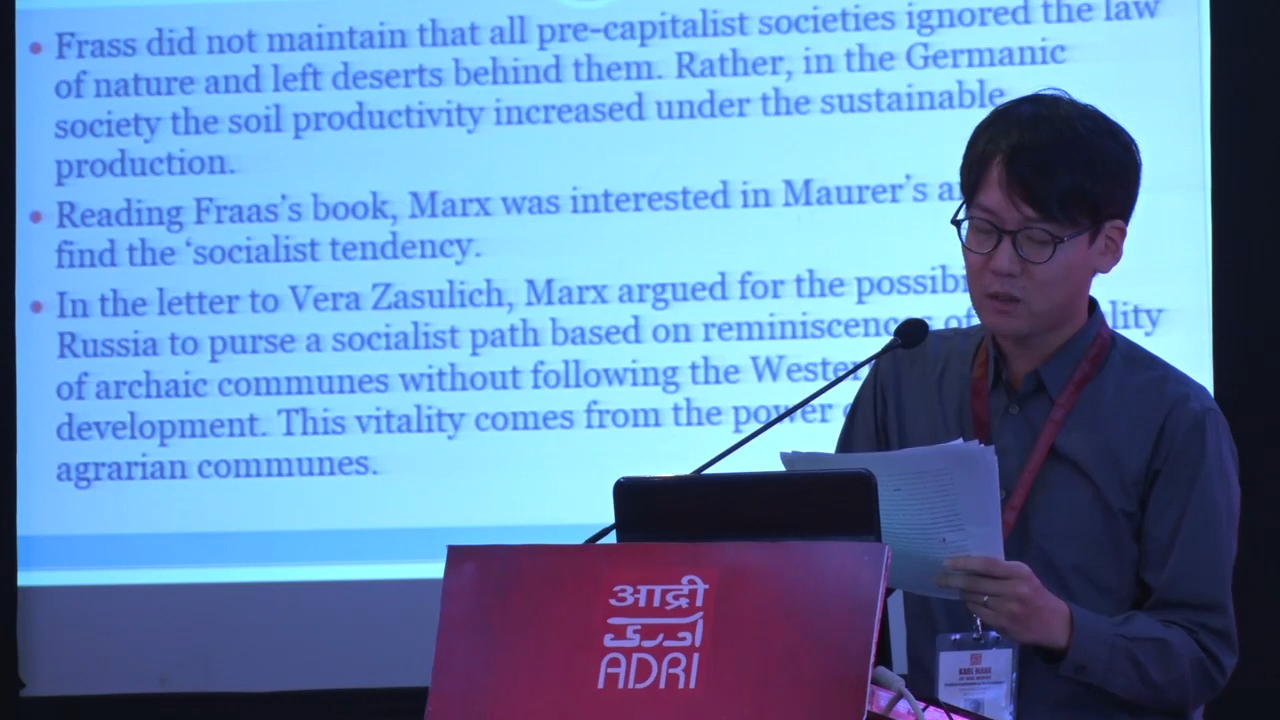 Frass did not maintain that all pre-capitalist societies ignored the law
of nature and left deserts behind them. Rather, in the Germanic
society the soil productivity increased under the sustainable
production.
Reading Fraas's book, Marx was interested in Maurer's
find the 'socialist tendency.
In the letter to Vera Zasulich, Marx argued for the
Russia to purse a socialist path based on reminiscences of
of archaic communes without following the
development. This vitality comes from the power
agrarian communes.
आद्री
ADRI
KARL MARX